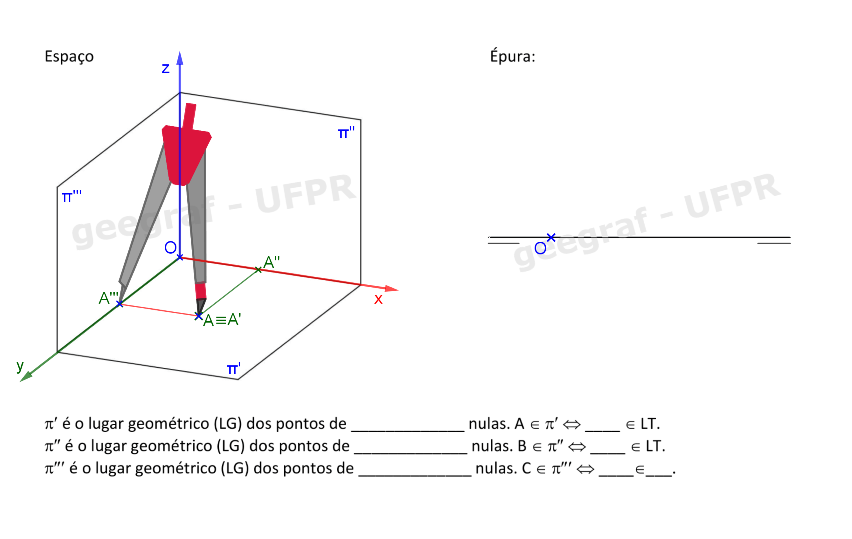 Espaço
Épura:
z
π''
π'''
geegraf - UFPR
geegraf - UFPR
O
A''
O
A'''
x
A≡A'
y
π'
π′ é o lugar geométrico (LG) dos pontos de _____________ nulas. A ∈ π′ ⇔ ____ ∈ LT.
π″ é o lugar geométrico (LG) dos pontos de _____________ nulas. B ∈ π″ ⇔ ____ ∈ LT.
π″′ é o lugar geométrico (LG) dos pontos de _____________ nulas. C ∈ π″′ ⇔ ____∈___.